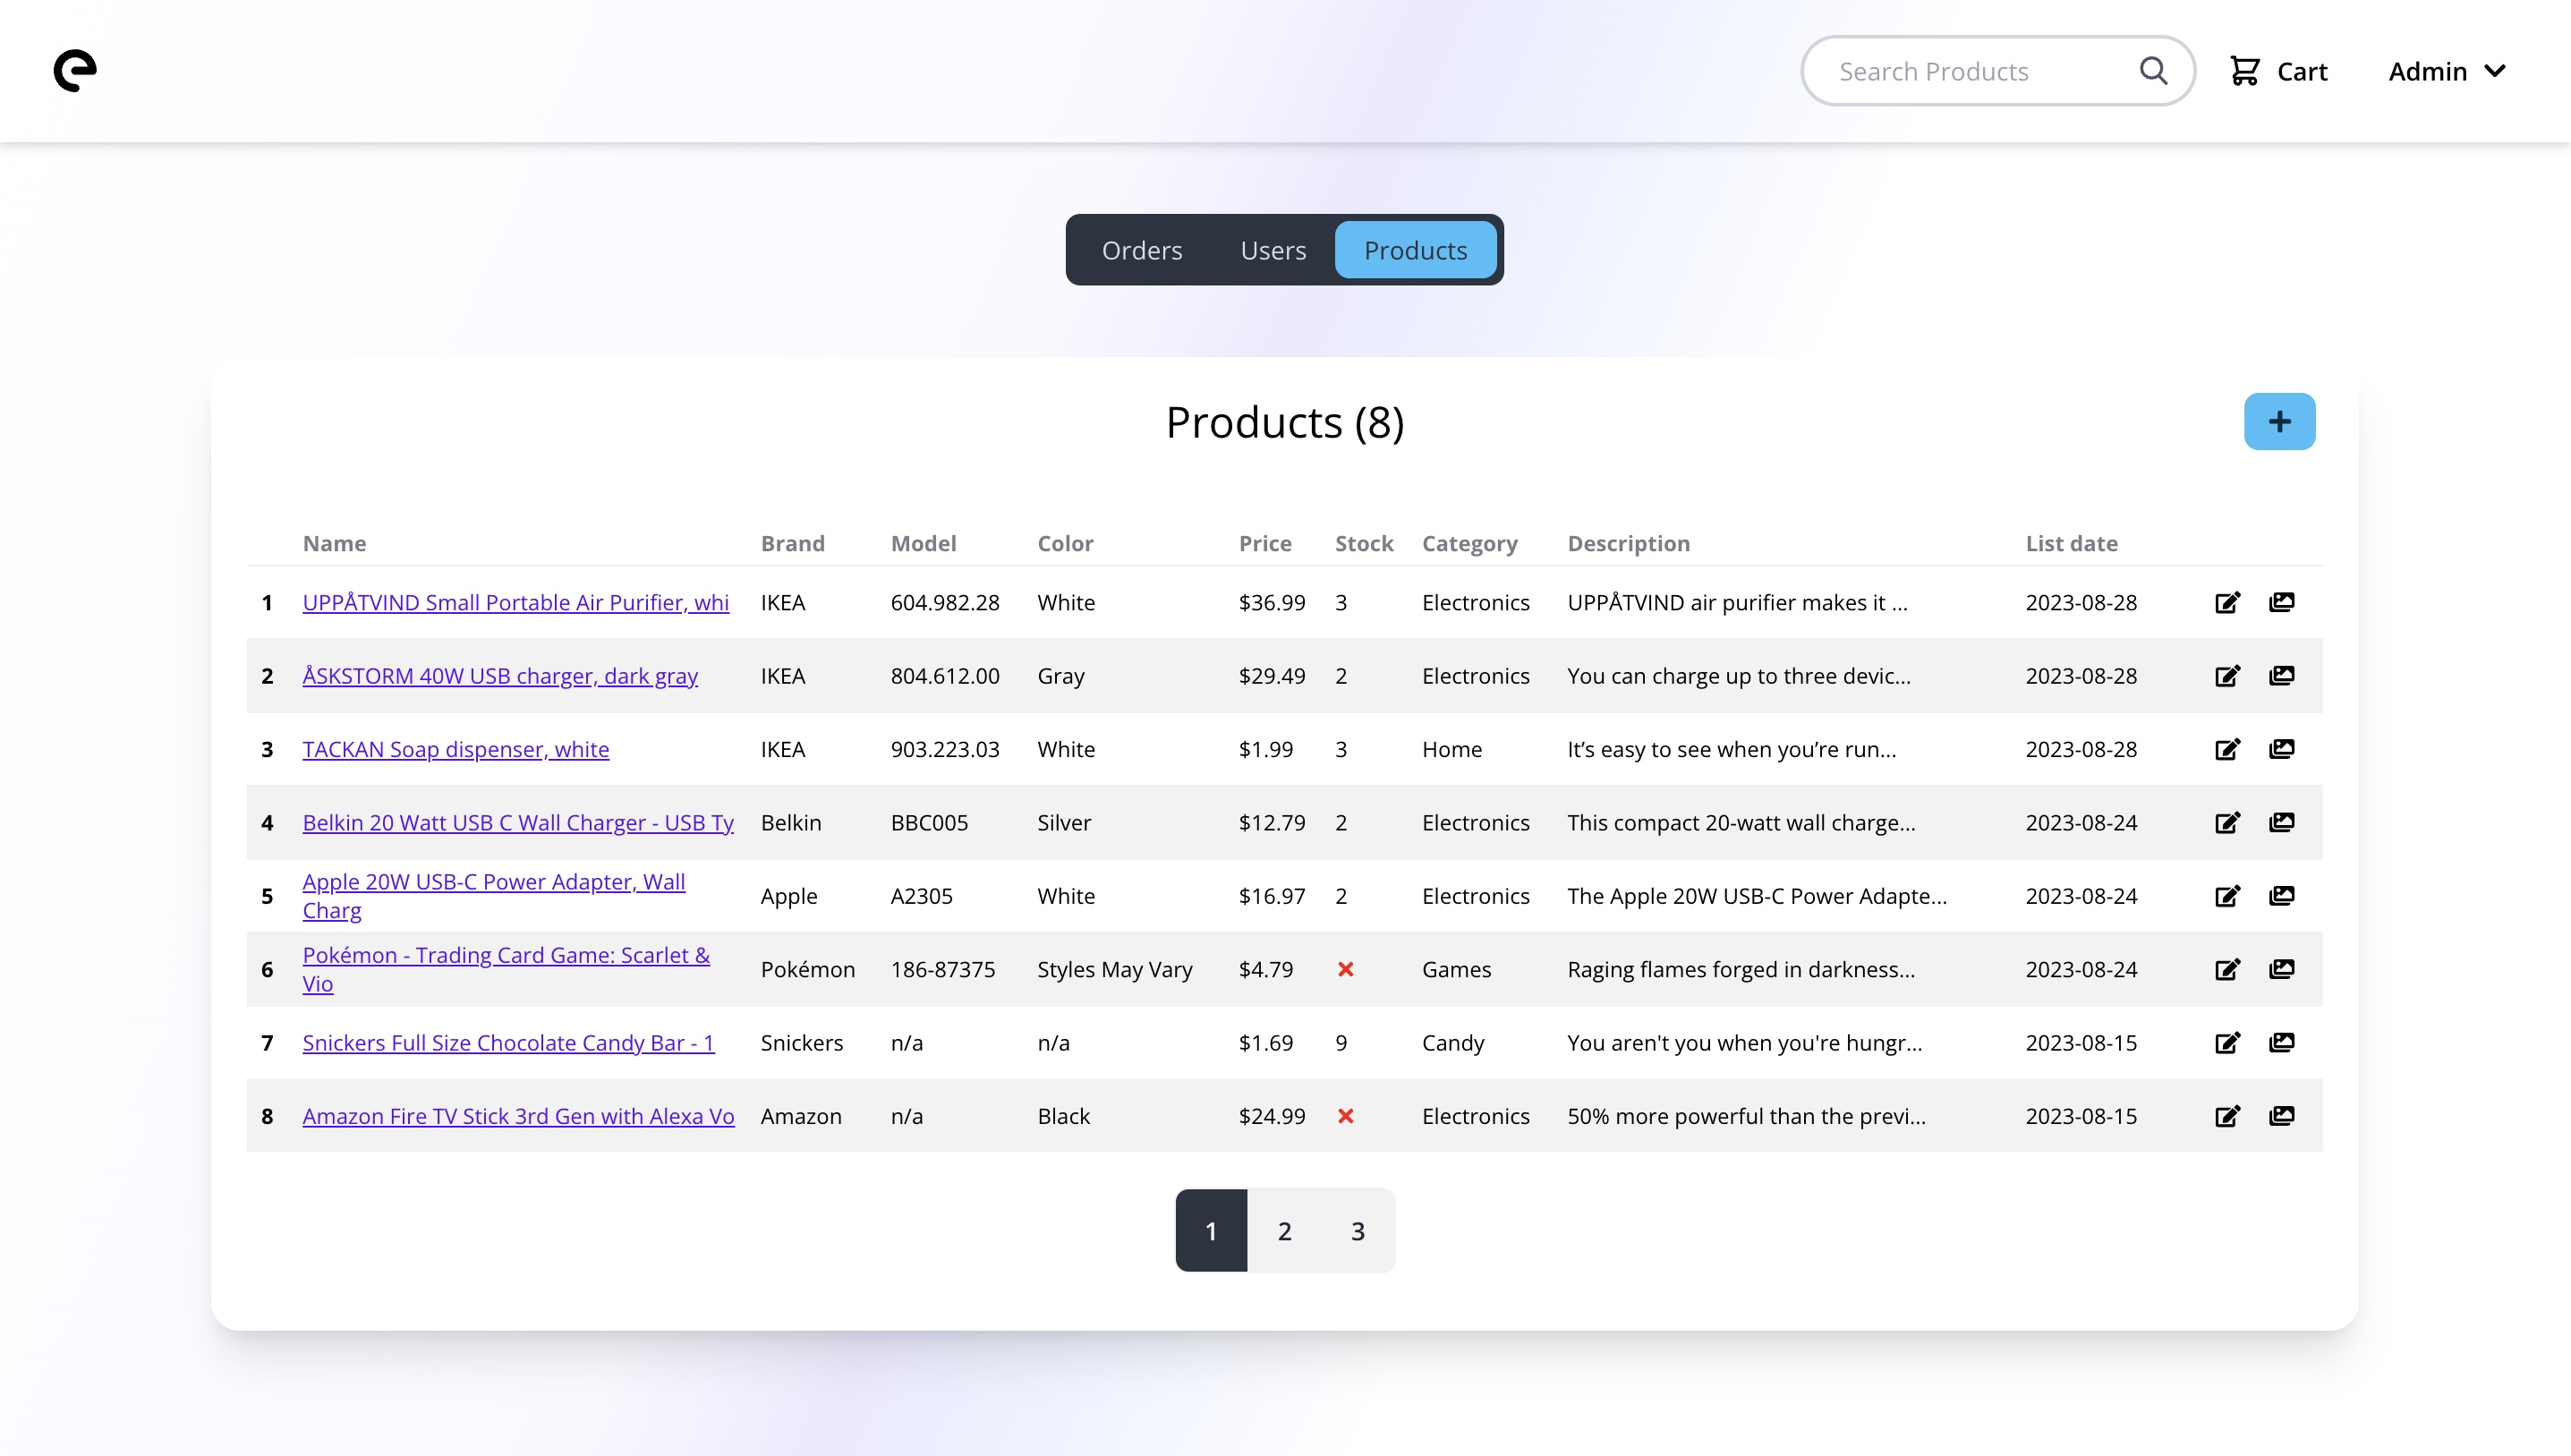 e
Search Products
Cart
Admin
Orders Users Products
Products (8)
Name Brand Model Color Price Stock Category Description List date
1 UPPÅTVIND Small Portable Air Purifier, whi IKEA 604.982.28 White $36.99 3 Electronics UPPÅTVIND air purifier makes it ... 2023-08-28
2 ÅSKSTORM 40W USB charger, dark gray IKEA 804.612.00 Gray $29.49 2 Electronics You can charge up to three devic... 2023-08-28
3 TACKAN Soap dispenser, white IKEA 903.223.03 White $1.99 3 Home It’s easy to see when you’re run... 2023-08-28
4 Belkin 20 Watt USB C Wall Charger - USB Ty Belkin BBC005 Silver $12.79 2 Electronics This compact 20-watt wall charge... 2023-08-24
5 Apple 20W USB-C Power Adapter, Wall
Charg Apple A2305 White $16.97 2 Electronics The Apple 20W USB-C Power Adapte... 2023-08-24
6 Pokémon - Trading Card Game: Scarlet &
Vio Pokémon 186-87375 Styles May Vary $4.79 Games Raging flames forged in darkness... 2023-08-24
7 Snickers Full Size Chocolate Candy Bar - 1 Snickers n/a n/a $1.69 9 Candy You aren't you when you're hungr... 2023-08-15
8 Amazon Fire TV Stick 3rd Gen with Alexa Vo Amazon n/a Black $24.99 Electronics 50% more powerful than the previ... 2023-08-15
1 2 3